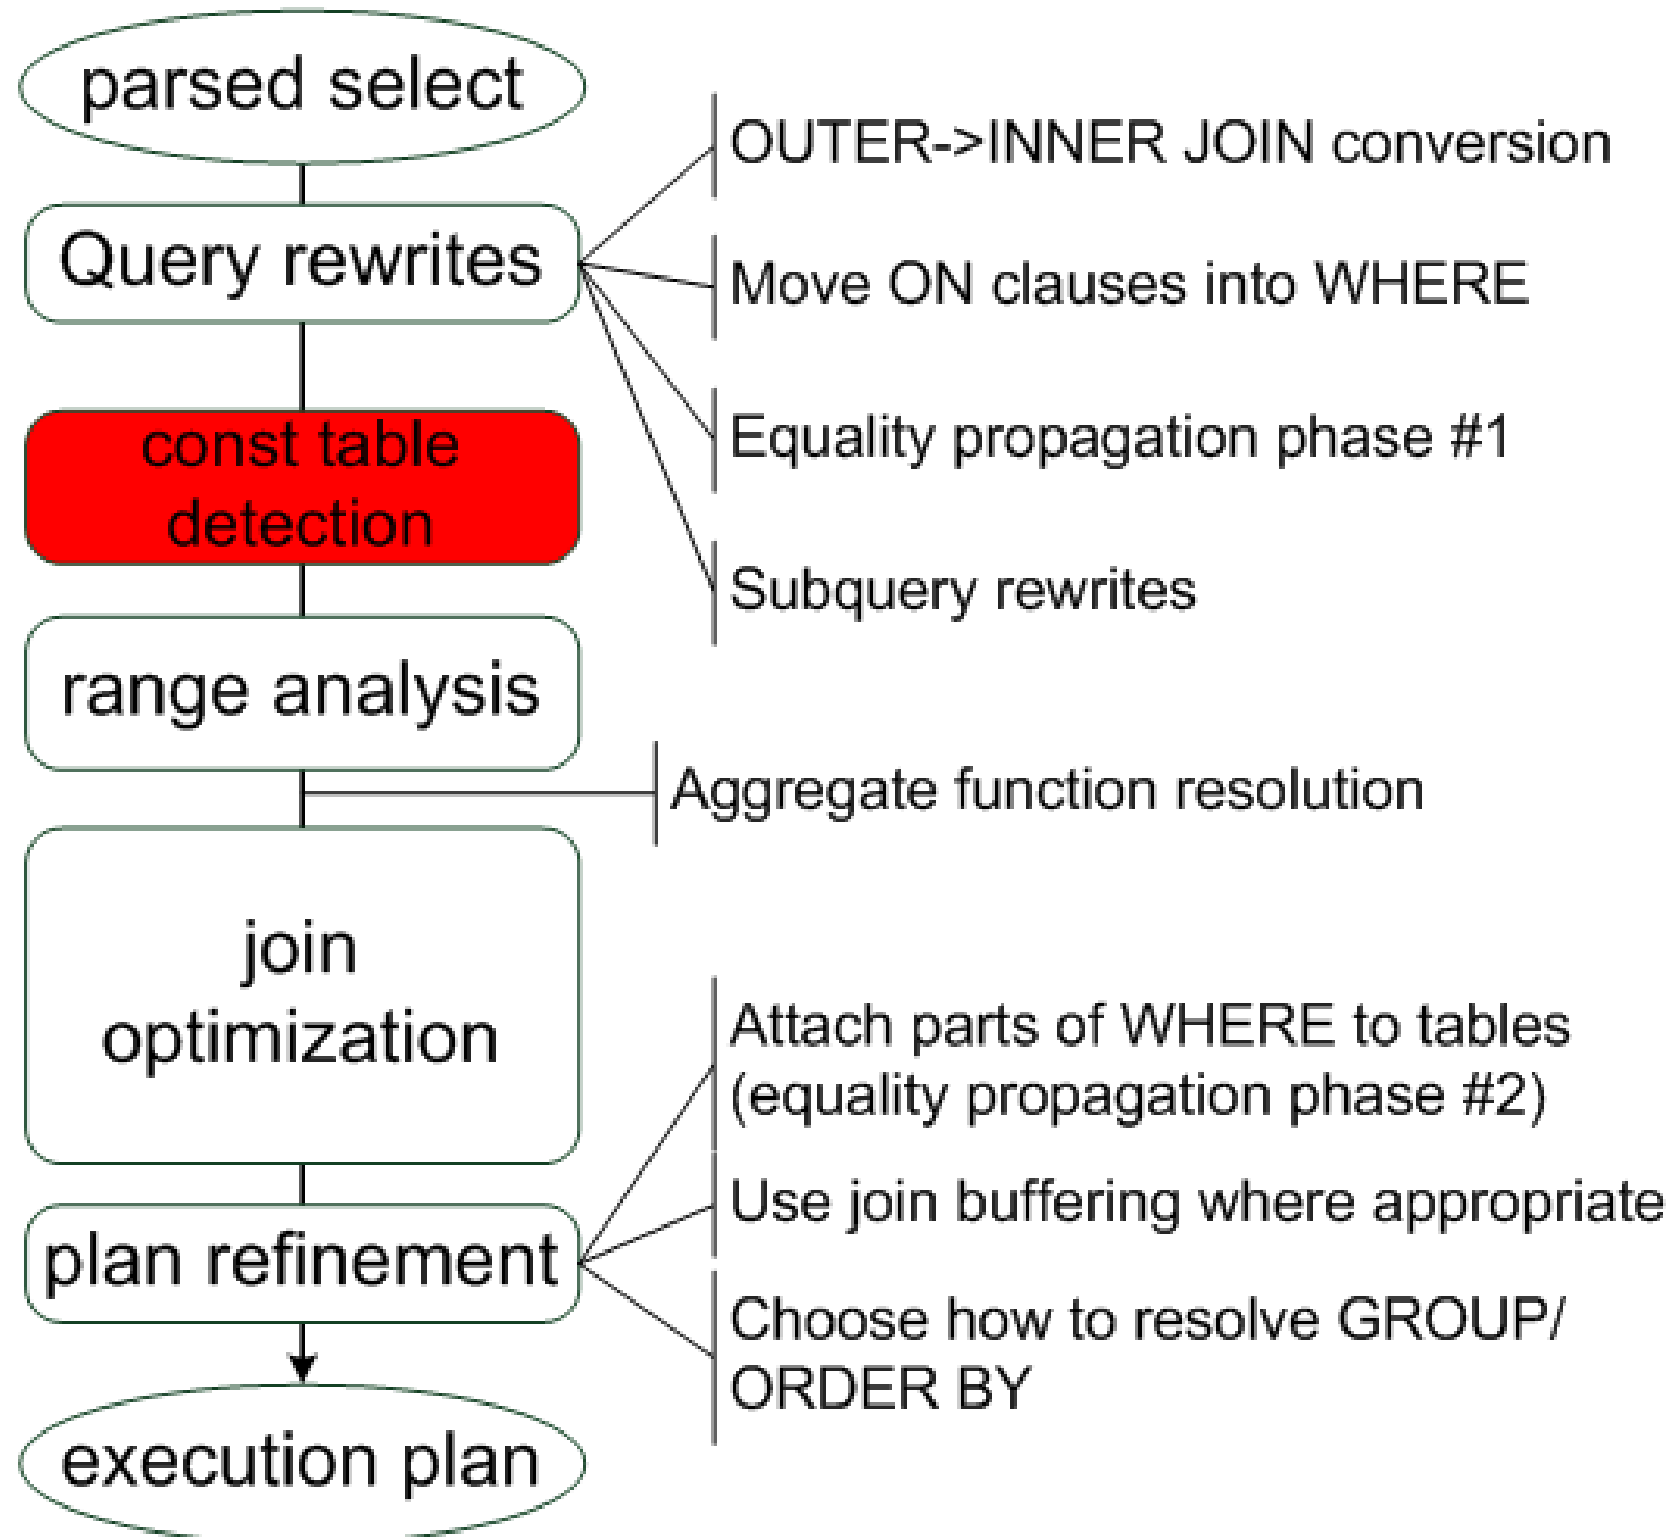 parsed select
OUTER->INNER JOIN conversion
Query rewrites
Move ON clauses into WHERE
const table
detection
Equality propagation phase #1
Subquery rewrites
range analysis
Aggregate function resolution
join
optimization
Attach parts of WHERE to tables
(equality propagation phase #2)
Use join buffering where appropriate
plan refinement
Choose how to resolve GROUP/
ORDER BY
execution plan